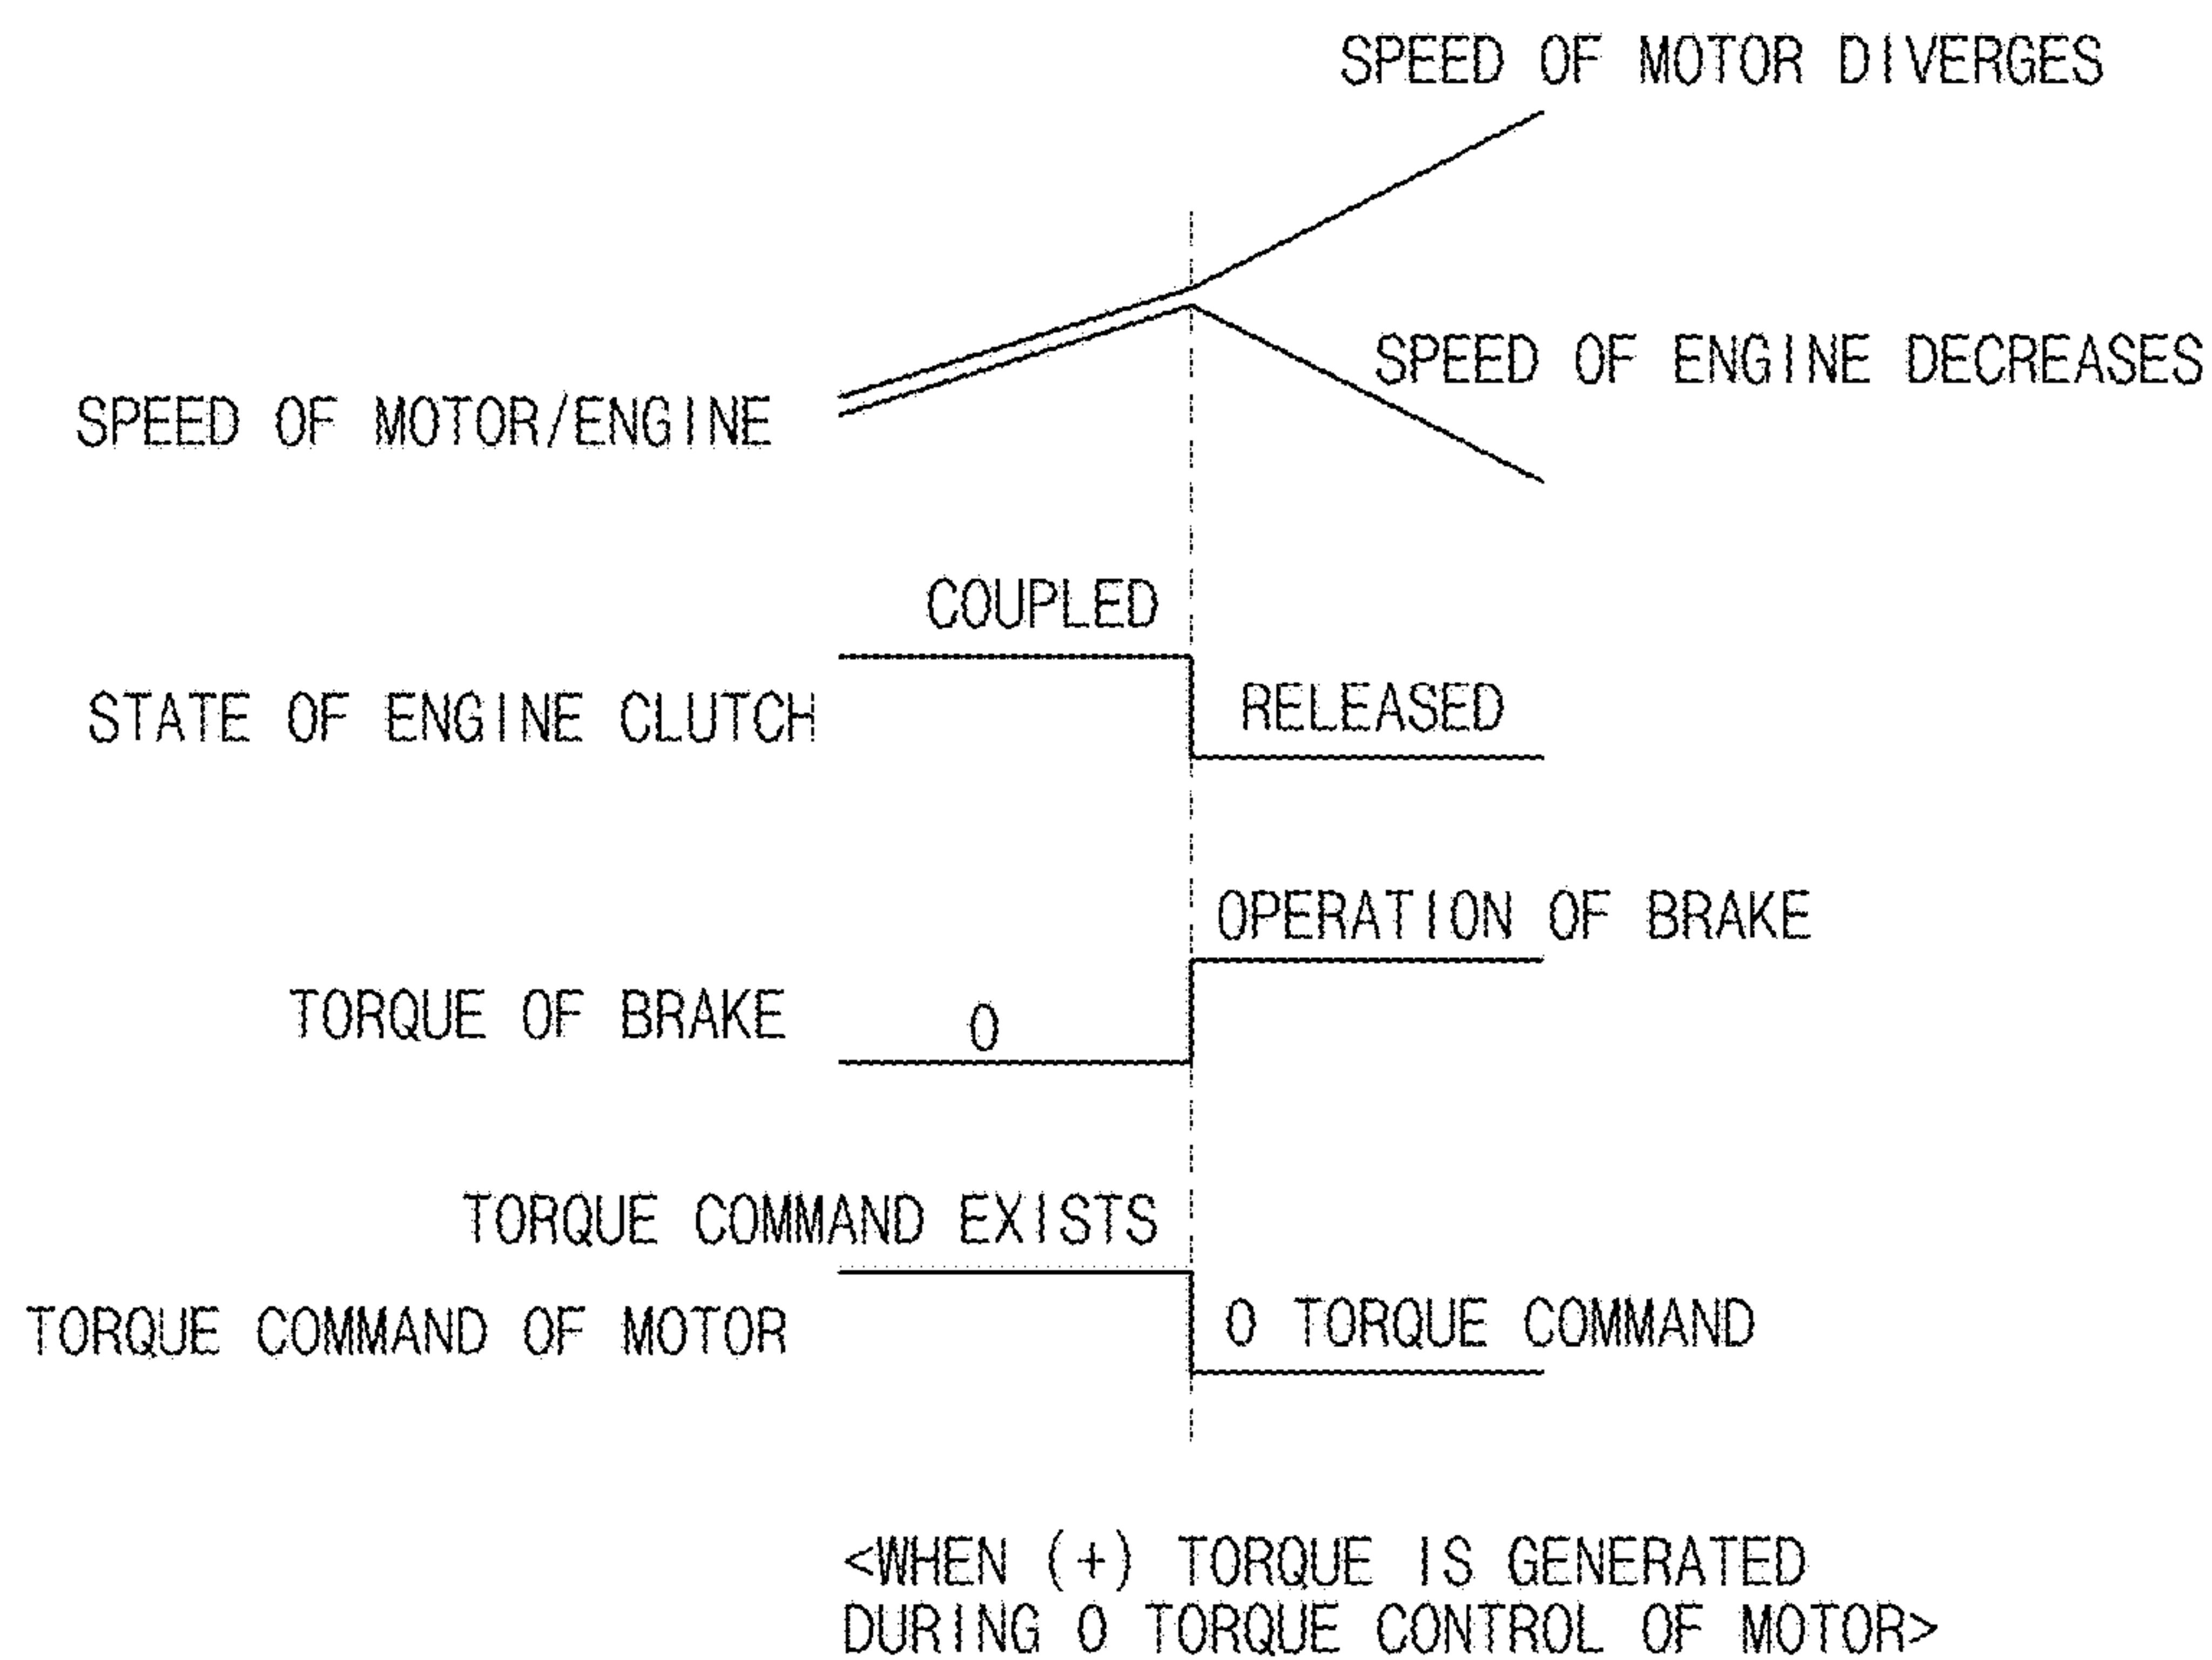 SPEED OF MOTOR DIVERGES
SPEED OF ENGINE DECREASES
SPEED OF MOTOR/ENGINE
COUPLED
STATE OF ENGINE CLUTCH
RELEASED
OPERATION OF BRAKE
TORQUE OF BRAKE
0
TORQUE COMMAND EXISTS
TORQUE COMMAND OF MOTOR
0 TORQUE COMMAND
<WHEN (+) TORQUE IS GENERATED
DURING 0 TORQUE CONTROL OF MOTOR>